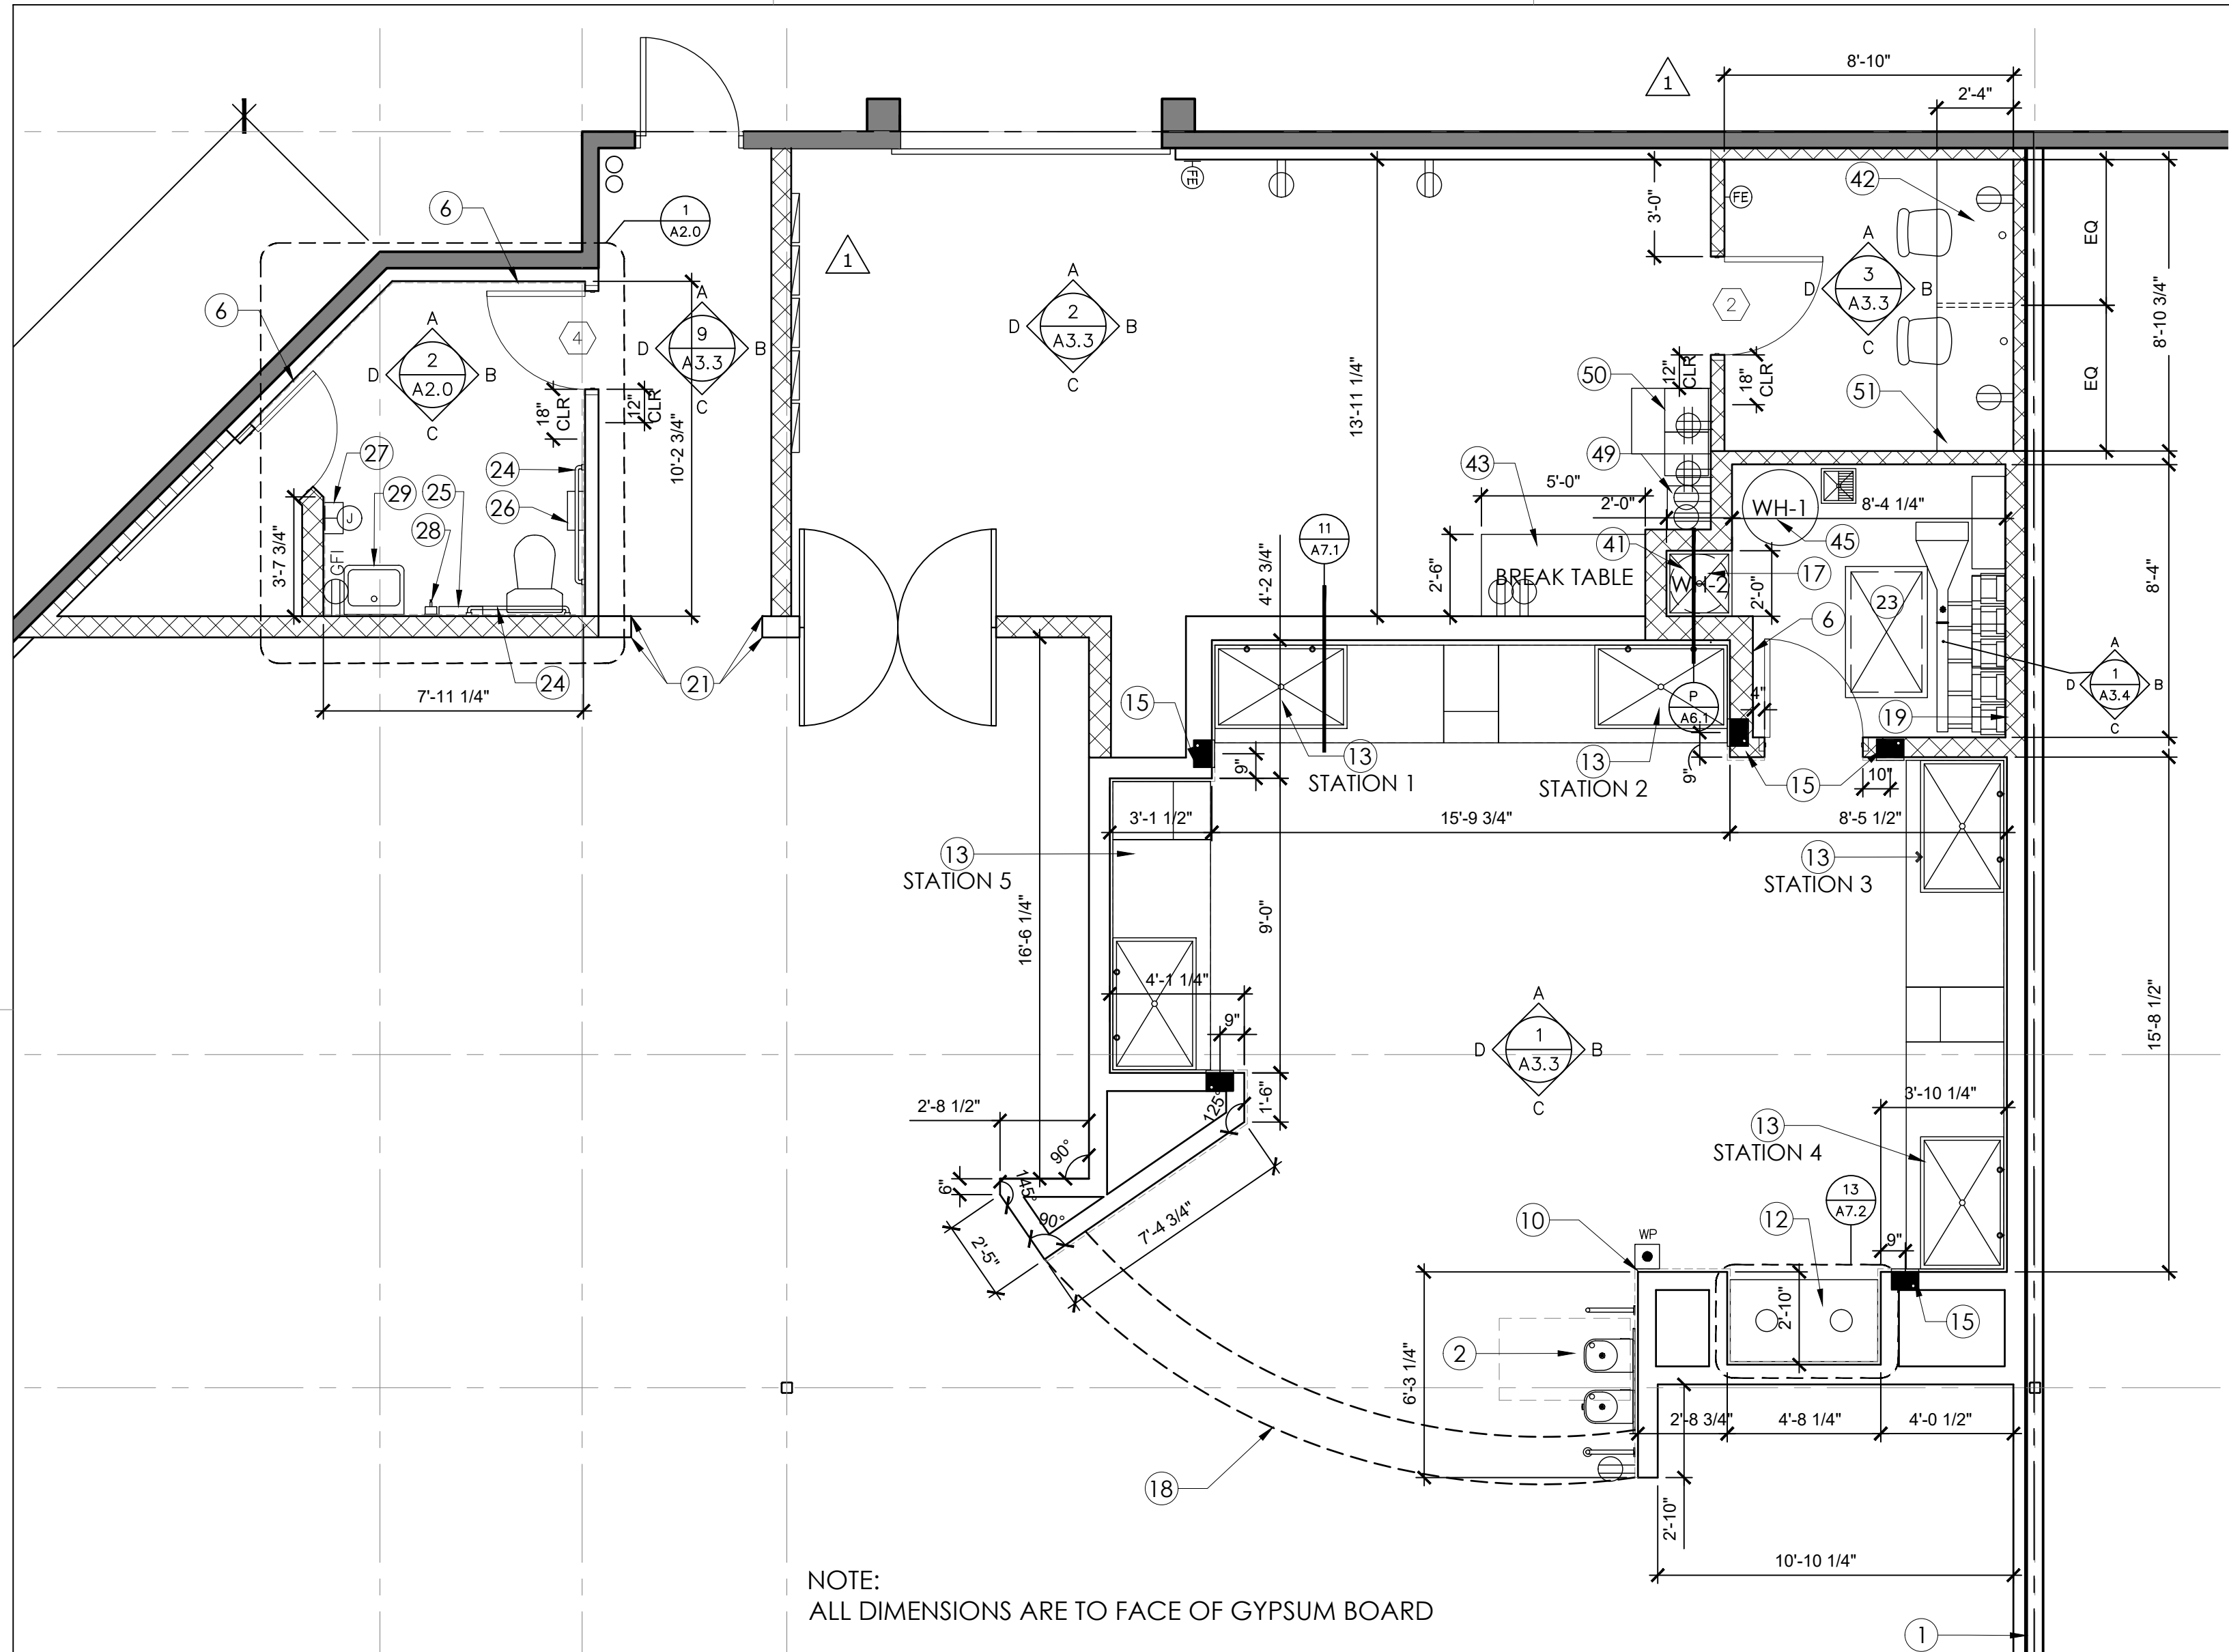 8'-10"
1
2'-4"
6
1
A2.0
1
FE
FE
42
3'-0"
EQ
A
D 2 B
A3.3
C
A
D 3 B
A3.3
C
2
8'-10 3/4"
6
4
A
D 9 B
A3.3
C
A
D 2 B
A2.0
C
18" CLR
12" CLR
10'-2 3/4"
13'-11 1/4"
50
12" CLR
18" CLR
51
EQ
27
29
25
28
24
26
J
GFI
3'-7 3/4"
43
49
5'-0"
2'-0"
WH-1
8'-4 1/4"
45
11
A7.1
4'-2 3/4"
2'-6"
BREAK TABLE
41
WH-2
17
2'-0"
23
8'-4"
6
24
21
7'-11 1/4"
15
P
A6.1
4"
19
A
D 1 B
A3.4
C
9"
13
STATION 1
13
STATION 2
9"
15
10"
3'-1 1/2"
15'-9 3/4"
8'-5 1/2"
13
STATION 5
13
STATION 3
16'-6 1/4"
9'-0"
4'-1 1/4"
9"
A
D 1 B
A3.3
C
15'-8 1/2"
2'-8 1/2"
125°
1'-6"
3'-10 1/4"
13
STATION 4
90°
6"
145°
90°
2'-5"
7'-4 3/4"
13
A7.2
10
WP
12
9"
2'-10"
15
2
6'-3 1/4"
2'-8 3/4"
4'-8 1/4"
4'-0 1/2"
18
2'-10"
10'-10 1/4"
NOTE:
ALL DIMENSIONS ARE TO FACE OF GYPSUM BOARD
1